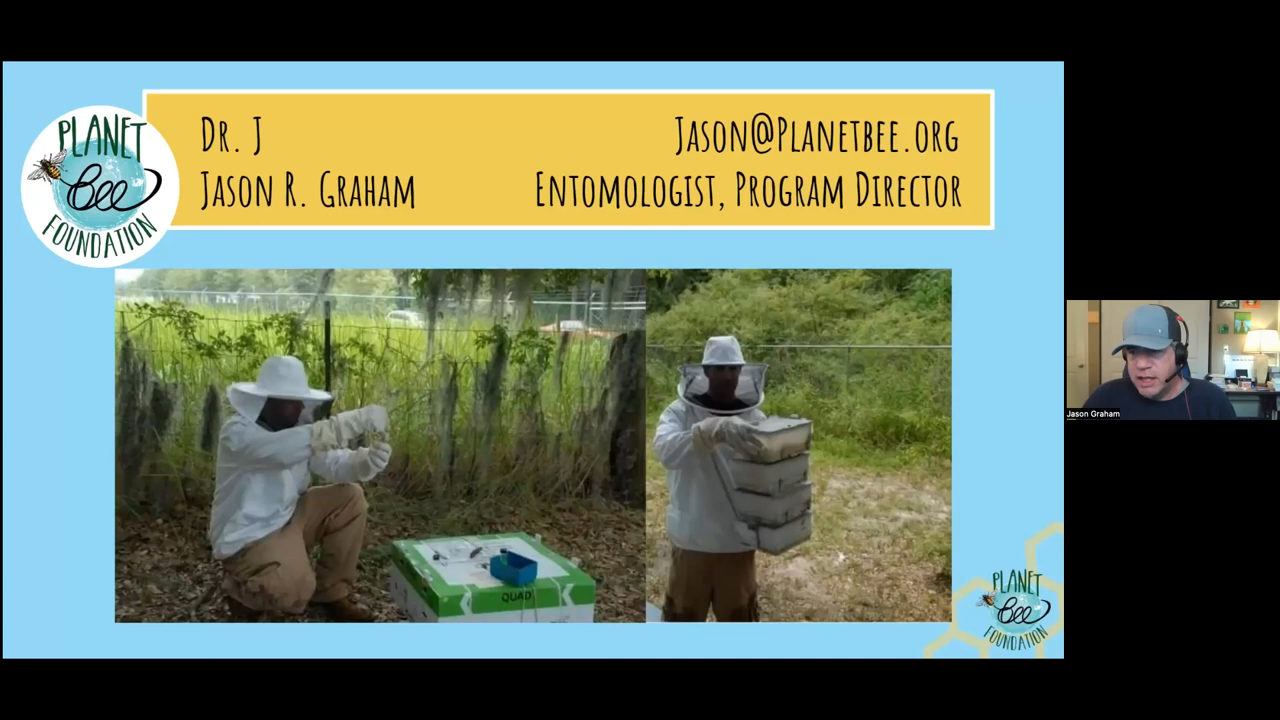 PLANET
Bee
FOUNDATION
DR. J
JASON R. GRAHAM
JASON@PLANETBEE.ORG
ENTOMOLOGIST, PROGRAM DIRECTOR
QUAD
Jason Graham
PLANET
Bee
FOUNDATION